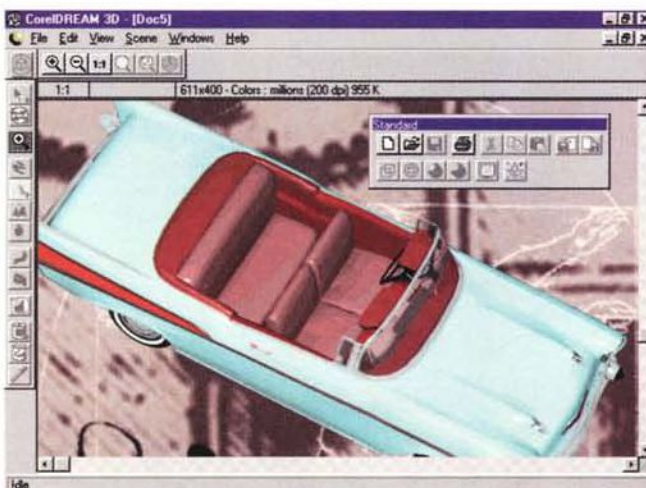 CorelDREAM 3D - [Doc5]
File Edit View Scene Windows Help
1:1
1:1 611x400 - Colors : millions (200 dpi) 955 K
Standard
Idle